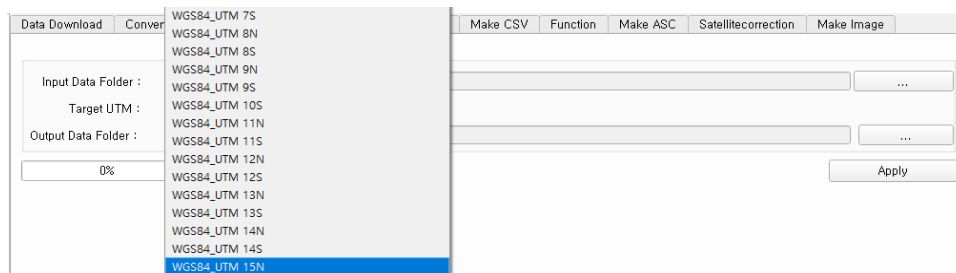 Data Download
Conver
Make CSV
Function
Make ASC
Satellitecorrection
Make Image
Input Data Folder :
...
Target UTM :
Output Data Folder :
...
0%
Apply
WGS84_UTM 7S
WGS84_UTM 8N
WGS84_UTM 8S
WGS84_UTM 9N
WGS84_UTM 9S
WGS84_UTM 10S
WGS84_UTM 11N
WGS84_UTM 11S
WGS84_UTM 12N
WGS84_UTM 12S
WGS84_UTM 13N
WGS84_UTM 13S
WGS84_UTM 14N
WGS84_UTM 14S
WGS84_UTM 15N